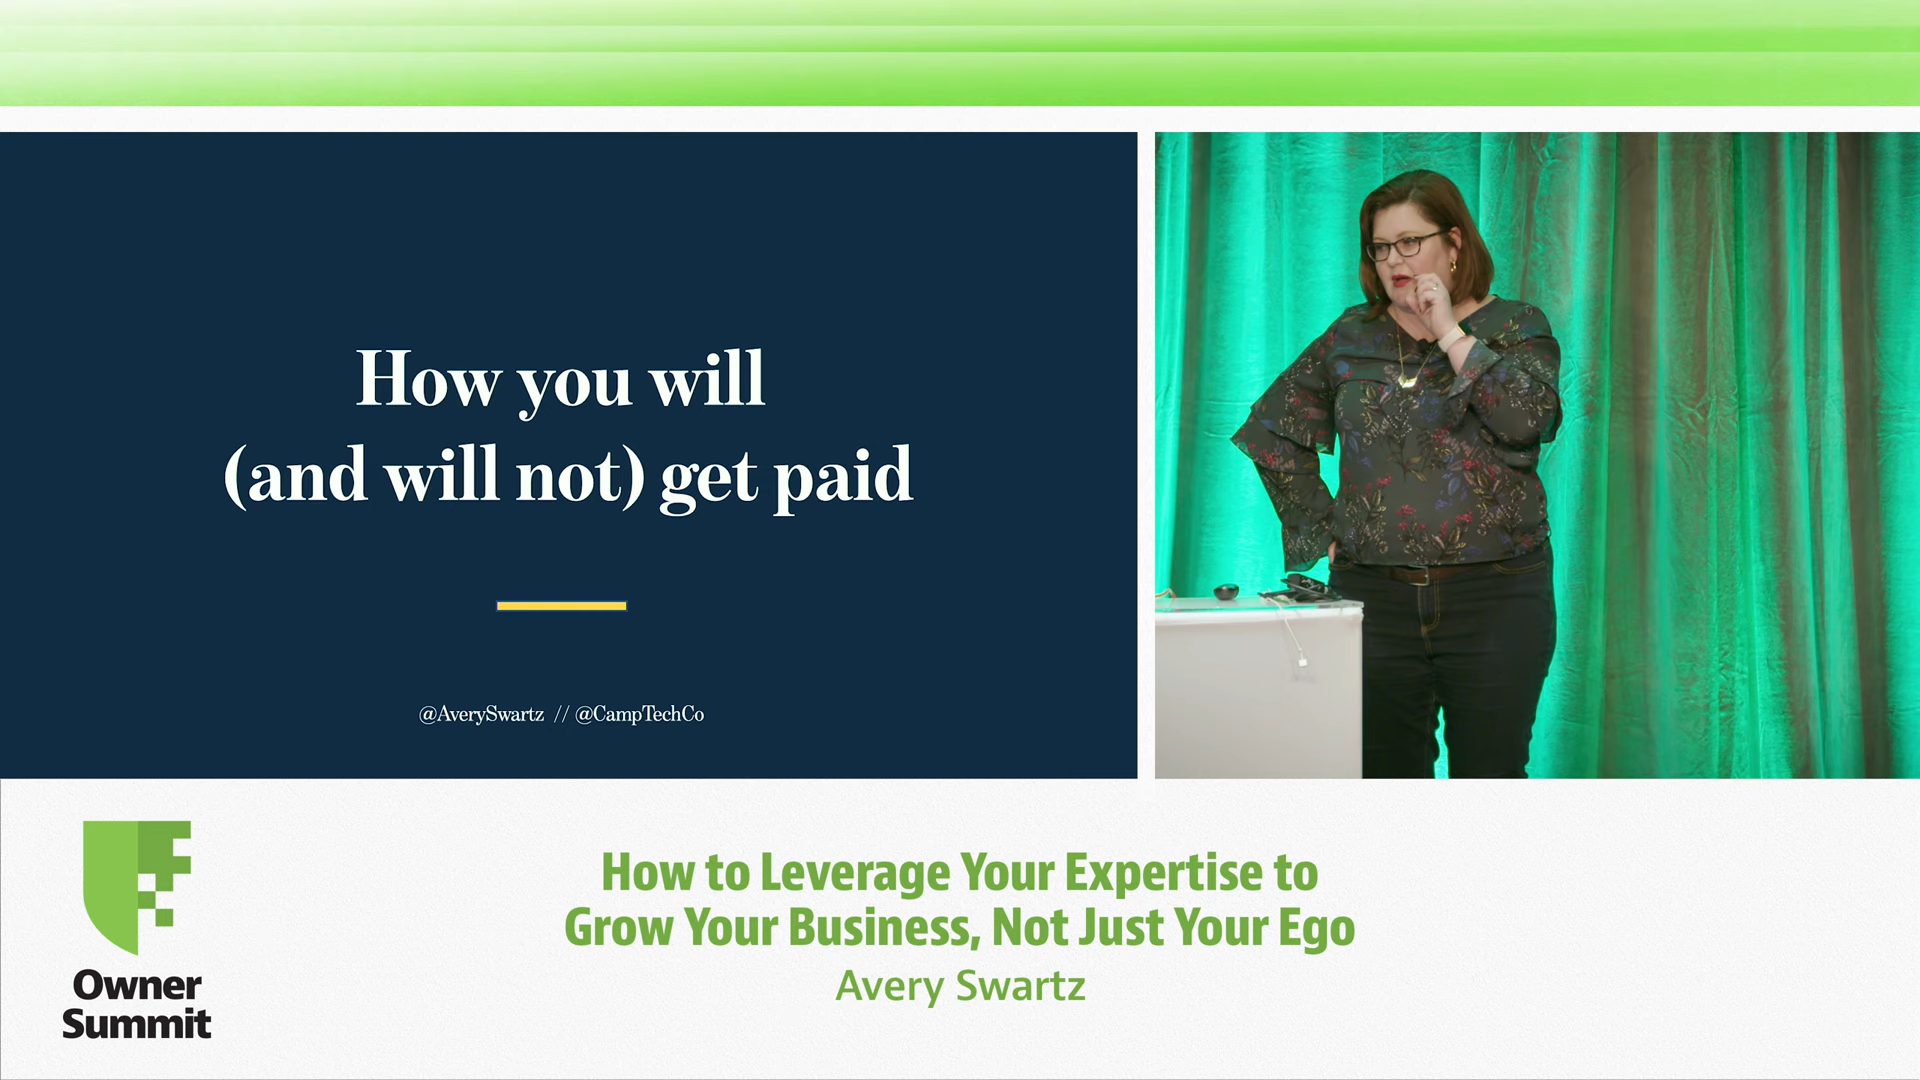 How you will
(and will not) get paid
@AverySwartz // @CampTechCo
How to Leverage Your Expertise to
Grow Your Business, Not Just Your Ego
Avery Swartz
Owner
Summit